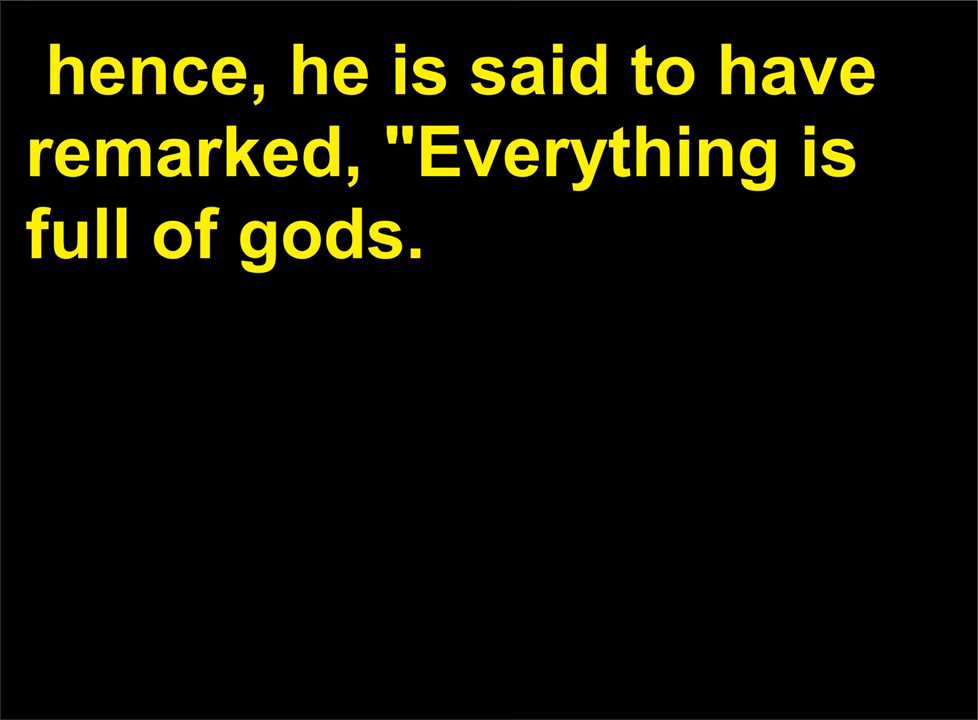 hence, he is said to have
remarked, "Everything is
full of gods.